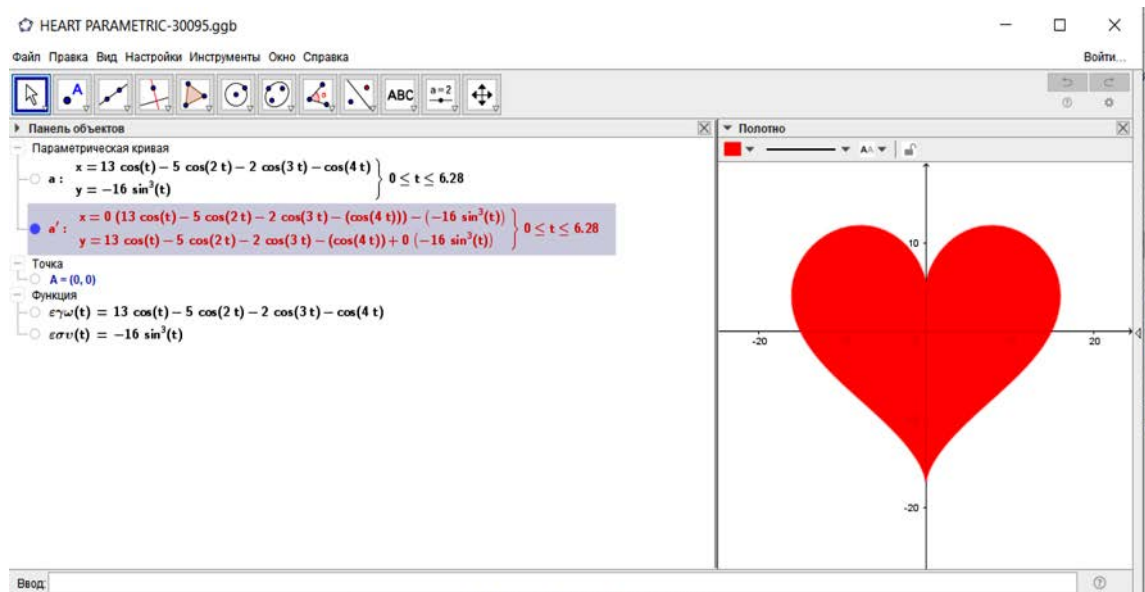 HEART PARAMETRIC-30095.ggb
Файл Правка Вид Настройки Инструменты Окно Справка
Войти...
A
ABC
a=2
Панель объектов
Полотно
Параметрическая кривая
a : x = 13 cos(t) − 5 cos(2 t) − 2 cos(3 t) − cos(4 t)
y = −16 sin³(t)
0 ≤ t ≤ 6.28
a′ : x = 0 (13 cos(t) − 5 cos(2 t) − 2 cos(3 t) − (cos(4 t))) − (−16 sin³(t))
y = 13 cos(t) − 5 cos(2 t) − 2 cos(3 t) − (cos(4 t)) + 0 (−16 sin³(t))
0 ≤ t ≤ 6.28
Точка
A = (0, 0)
Функция
εγω(t) = 13 cos(t) − 5 cos(2 t) − 2 cos(3 t) − cos(4 t)
εσυ(t) = −16 sin³(t)
AA
10
-20
20
-20
Ввод: